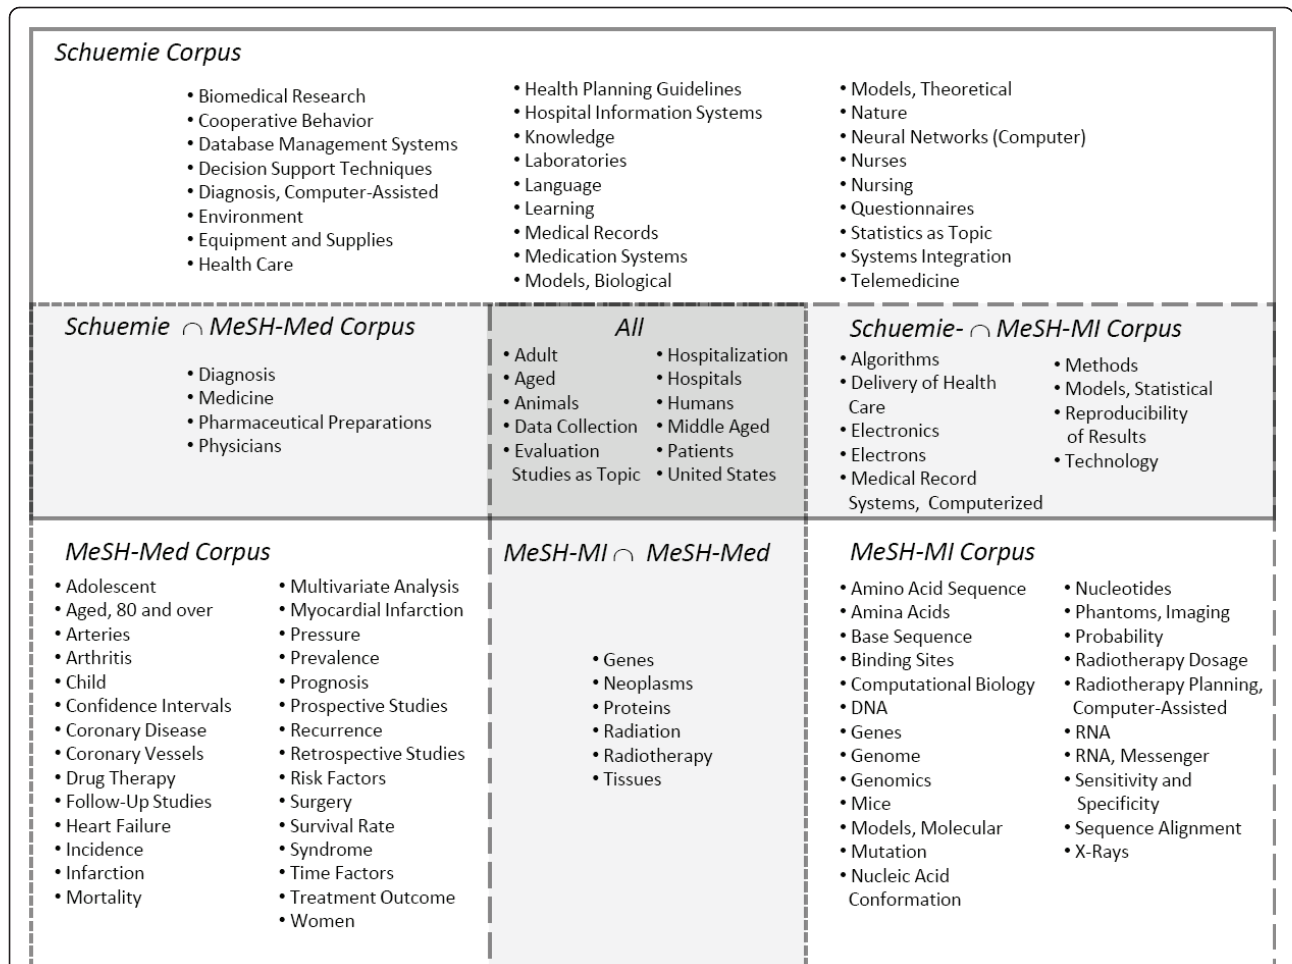 Schuemie Corpus
• Biomedical Research
• Cooperative Behavior
• Database Management Systems
• Decision Support Techniques
• Diagnosis, Computer-Assisted
• Environment
• Equipment and Supplies
• Health Care
• Health Planning Guidelines
• Hospital Information Systems
• Knowledge
• Laboratories
• Language
• Learning
• Medical Records
• Medication Systems
• Models, Biological
• Models, Theoretical
• Nature
• Neural Networks (Computer)
• Nurses
• Nursing
• Questionnaires
• Statistics as Topic
• Systems Integration
• Telemedicine
Schuemie ∩ MeSH-Med Corpus
• Diagnosis
• Medicine
• Pharmaceutical Preparations
• Physicians
All
• Adult
• Aged
• Animals
• Data Collection
• Evaluation
Studies as Topic
• Hospitalization
• Hospitals
• Humans
• Middle Aged
• Patients
• United States
Schuemie- ∩ MeSH-MI Corpus
• Algorithms
• Delivery of Health
Care
• Electronics
• Electrons
• Medical Record
Systems, Computerized
• Methods
• Models, Statistical
• Reproducibility
of Results
• Technology
MeSH-Med Corpus
• Adolescent
• Aged, 80 and over
• Arteries
• Arthritis
• Child
• Confidence Intervals
• Coronary Disease
• Coronary Vessels
• Drug Therapy
• Follow-Up Studies
• Heart Failure
• Incidence
• Infarction
• Mortality
• Multivariate Analysis
• Myocardial Infarction
• Pressure
• Prevalence
• Prognosis
• Prospective Studies
• Recurrence
• Retrospective Studies
• Risk Factors
• Surgery
• Survival Rate
• Syndrome
• Time Factors
• Treatment Outcome
• Women
MeSH-MI ∩ MeSH-Med
• Genes
• Neoplasms
• Proteins
• Radiation
• Radiotherapy
• Tissues
MeSH-MI Corpus
• Amino Acid Sequence
• Amina Acids
• Base Sequence
• Binding Sites
• Computational Biology
• DNA
• Genes
• Genome
• Genomics
• Mice
• Models, Molecular
• Mutation
• Nucleic Acid
Conformation
• Nucleotides
• Phantoms, Imaging
• Probability
• Radiotherapy Dosage
• Radiotherapy Planning,
Computer-Assisted
• RNA
• RNA, Messenger
• Sensitivity and
Specificity
• Sequence Alignment
• X-Rays